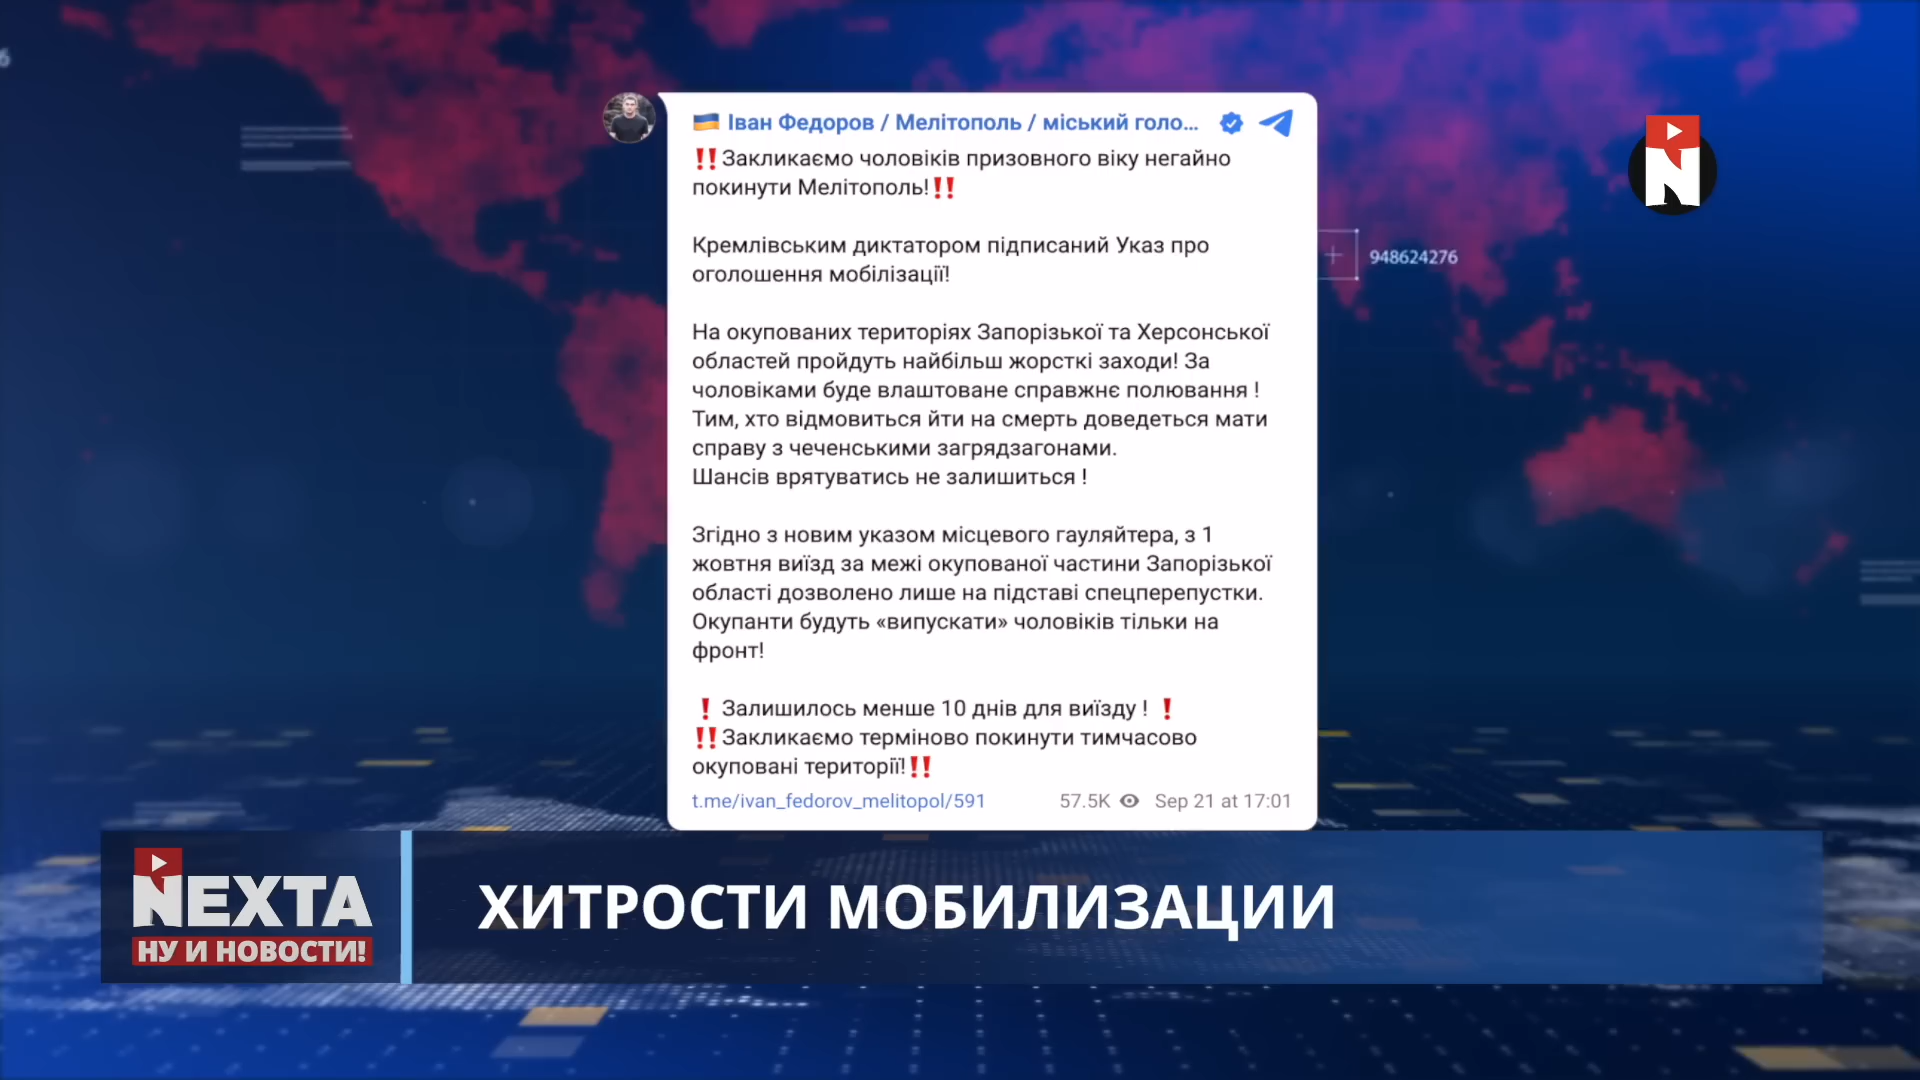 6
🇺🇦 Іван Федоров / Мелітополь / міський голо...
‼️Закликаємо чоловіків призовного віку негайно
покинути Мелітополь!‼️
Кремлівським диктатором підписаний Указ про
оголошення мобілізації!
На окупованих територіях Запорізької та Херсонської
областей пройдуть найбільш жорсткі заходи! За
чоловіками буде влаштоване справжнє полювання !
Тим, хто відмовиться йти на смерть доведеться мати
справу з чеченськими загрядзагонами.
Шансів врятуватись не залишиться !
Згідно з новим указом місцевого гауляйтера, з 1
жовтня виїзд за межі окупованої частини Запорізької
області дозволено лише на підставі спецперепустки.
Окупанти будуть «випускати» чоловіків тільки на
фронт!
❗ Залишилось менше 10 днів для виїзду ! ❗
‼️Закликаємо терміново покинути тимчасово
окуповані території!‼️
t.me/ivan_fedorov_melitopol/591 57.5K Sep 21 at 17:01
N
948624276
NEXTA
НУ И НОВОСТИ!
ХИТРОСТИ МОБИЛИЗАЦИИ